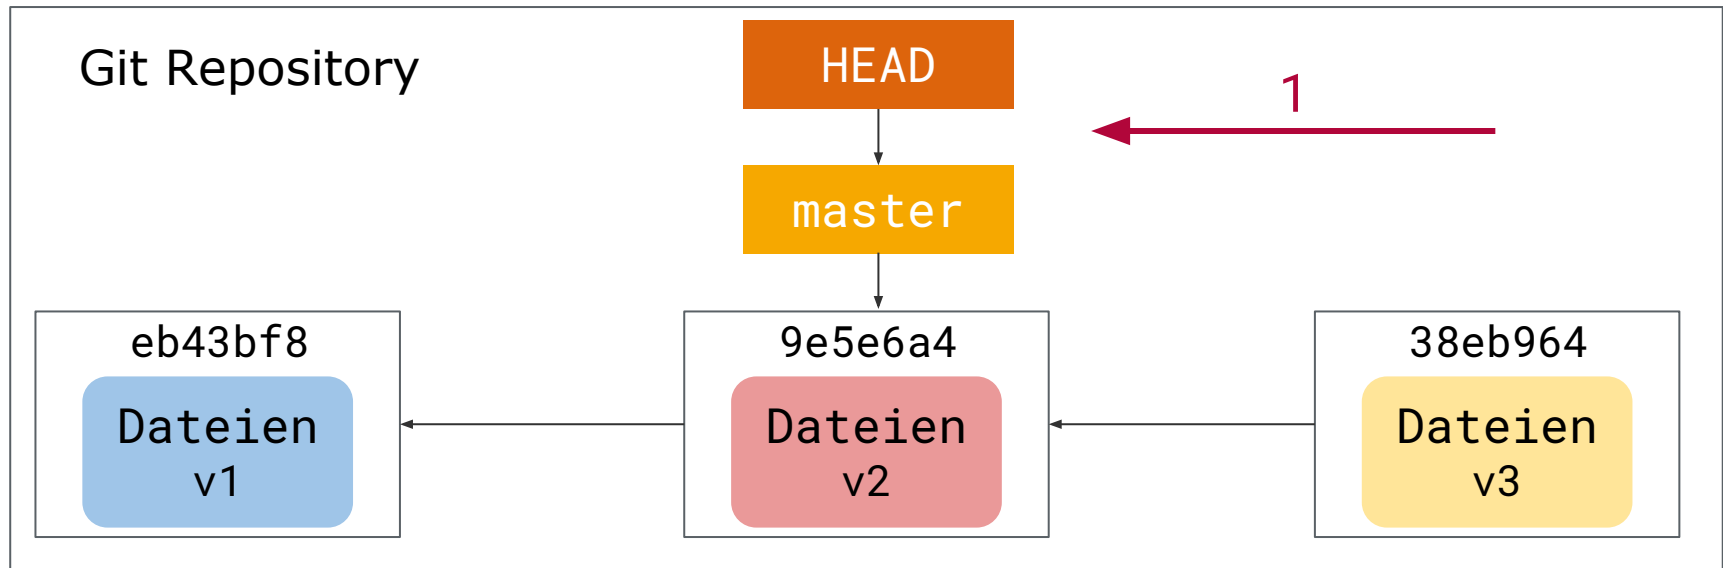 Git Repository
HEAD
1
master
eb43bf8
Dateien
v1
9e5e6a4
Dateien
v2
38eb964
Dateien
v3